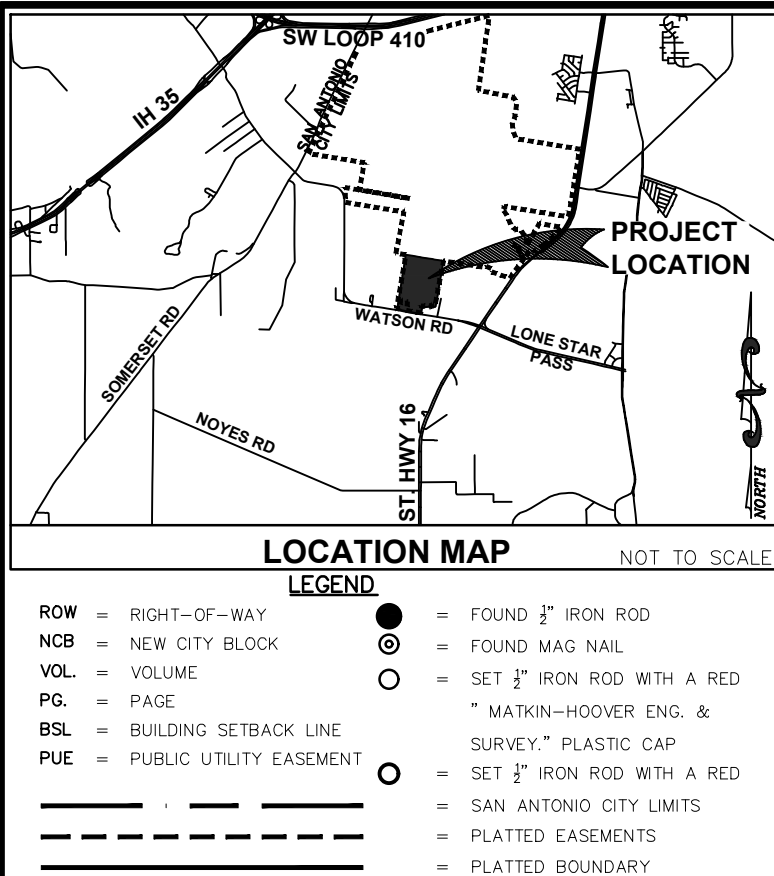 SW LOOP 410
IH 35
SAN ANTONIO
CITY LIMITS
PROJECT
LOCATION
WATSON RD
LONE STAR
PASS
SOMERSET RD
NOYES RD
ST. HWY 16
NORTH
LOCATION MAP
NOT TO SCALE
LEGEND
ROW = RIGHT-OF-WAY
NCB = NEW CITY BLOCK
VOL. = VOLUME
PG. = PAGE
BSL = BUILDING SETBACK LINE
PUE = PUBLIC UTILITY EASEMENT
= FOUND ½" IRON ROD
= FOUND MAG NAIL
= SET ½" IRON ROD WITH A RED
" MATKIN-HOOVER ENG. &
SURVEY." PLASTIC CAP
= SET ½" IRON ROD WITH A RED
= SAN ANTONIO CITY LIMITS
= PLATTED EASEMENTS
= PLATTED BOUNDARY